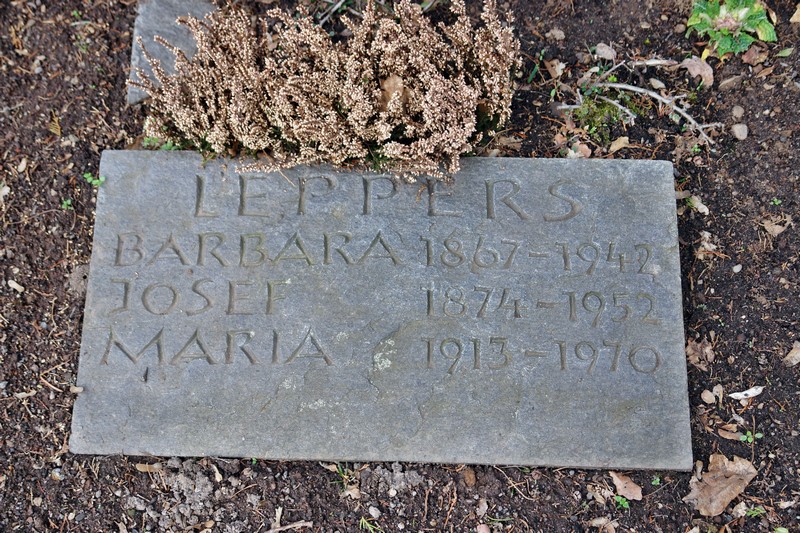 LEPPERS
BARBARA 1867-1942
JOSEF 1874-1952
MARIA 1913-1970